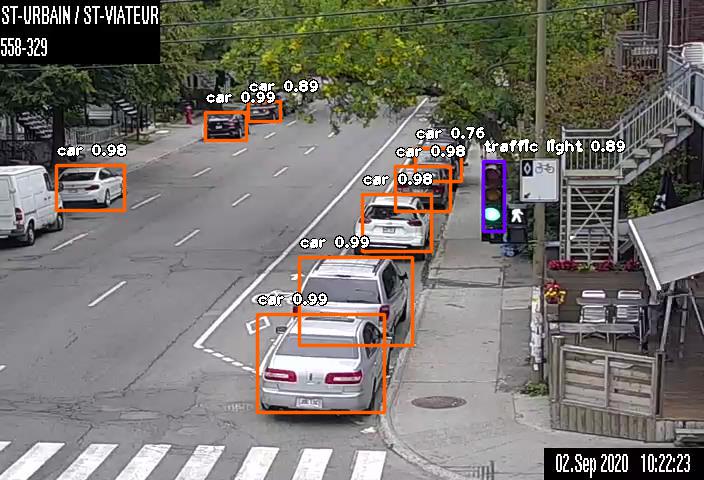 ST-URBAIN / ST-VIATEUR
558-329
car 0.89
car 0.99
car 0.76
car 0.98
traffic light 0.89
car 0.98
car 0.98
car 0.99
car 0.99
02.Sep 2020 10:22:23